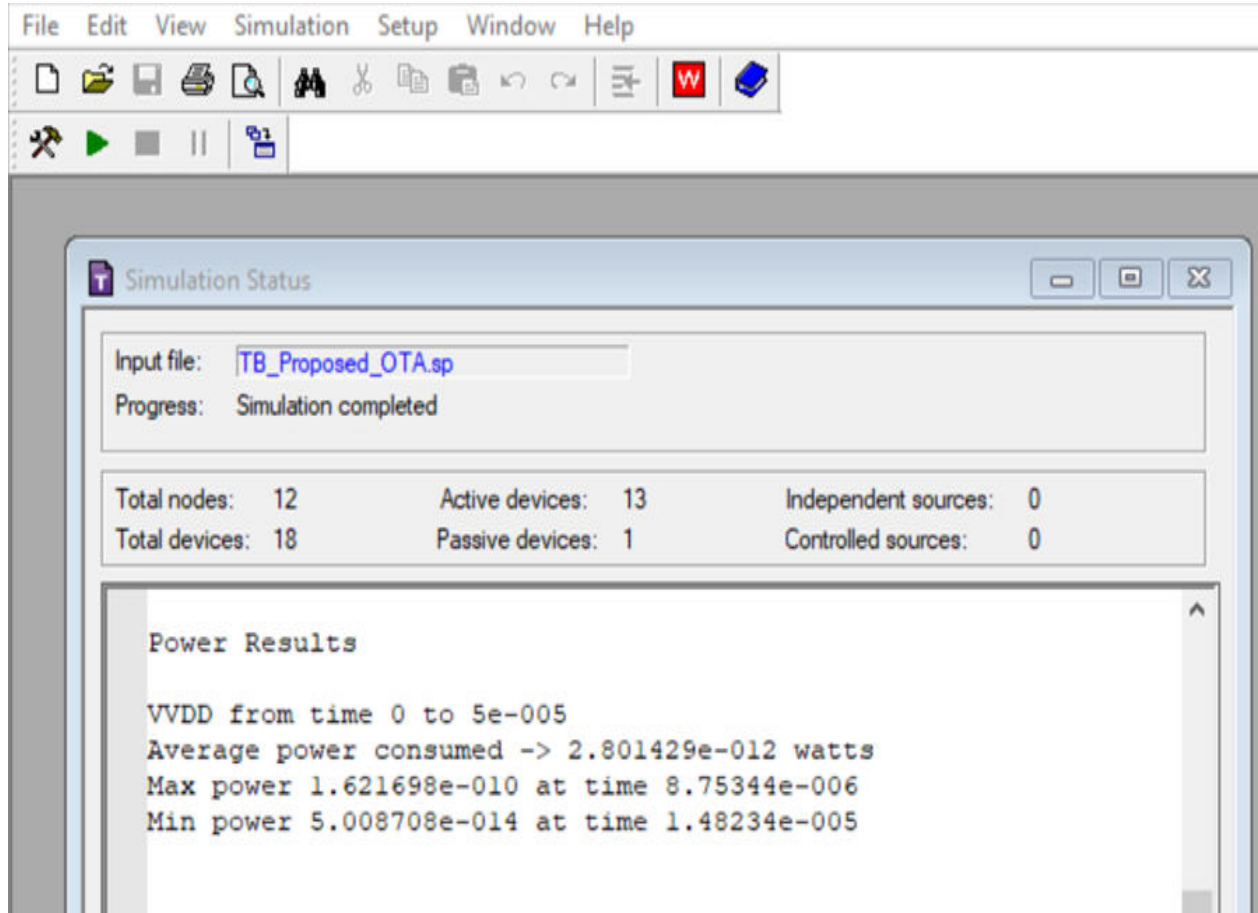 File Edit View Simulation Setup Window Help
W
T Simulation Status
Input file: TB_Proposed_OTA.sp
Progress: Simulation completed
Total nodes: 12 Active devices: 13 Independent sources: 0
Total devices: 18 Passive devices: 1 Controlled sources: 0
Power Results
VVDD from time 0 to 5e-005
Average power consumed -> 2.801429e-012 watts
Max power 1.621698e-010 at time 8.75344e-006
Min power 5.008708e-014 at time 1.48234e-005